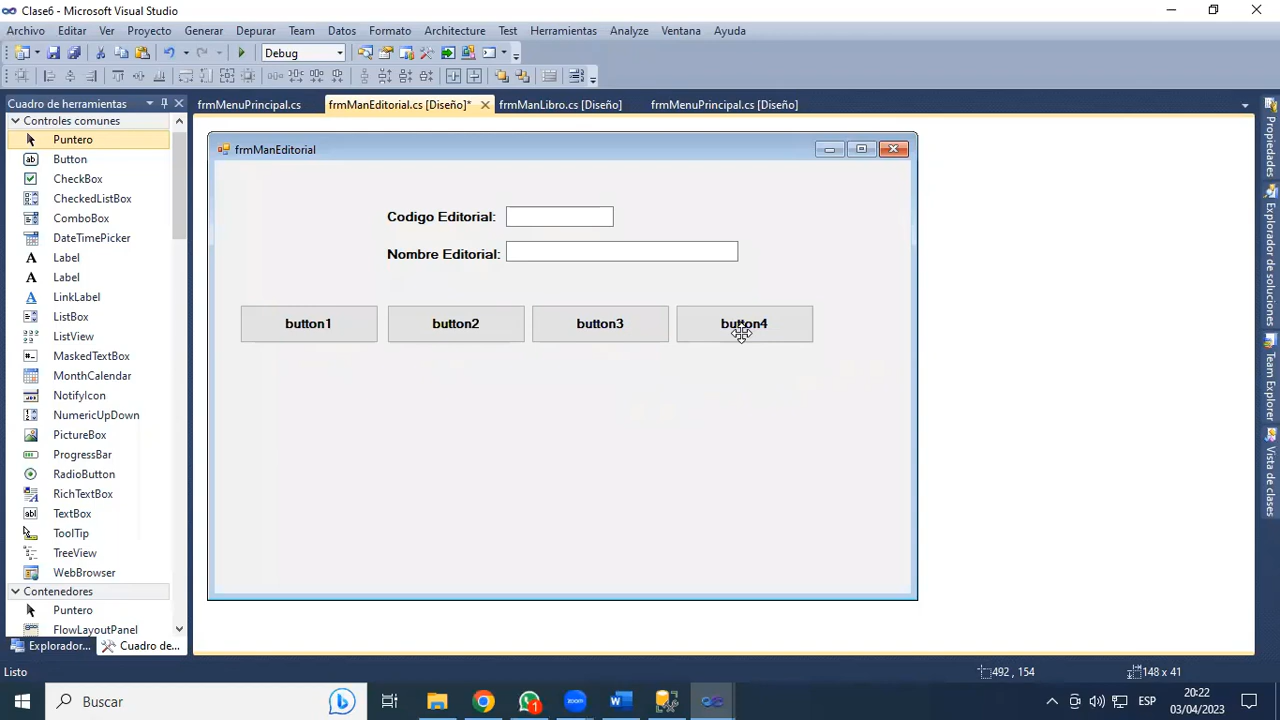 Clase6 - Microsoft Visual Studio
Archivo Editar Ver Proyecto Generar Depurar Team Datos Formato Architecture Test Herramientas Analyze Ventana Ayuda
Debug
Cuadro de herramientas
frmMenuPrincipal.cs frmManEditorial.cs [Diseño]* frmManLibro.cs [Diseño] frmMenuPrincipal.cs [Diseño]
Controles comunes
Puntero
Button
CheckBox
CheckedListBox
ComboBox
DateTimePicker
Label
Label
LinkLabel
ListBox
ListView
MaskedTextBox
MonthCalendar
NotifyIcon
NumericUpDown
PictureBox
ProgressBar
RadioButton
RichTextBox
TextBox
ToolTip
TreeView
WebBrowser
Contenedores
Puntero
FlowLayoutPanel
Explorador... Cuadro de...
frmManEditorial
Codigo Editorial:
Nombre Editorial:
button1 button2 button3 button4
Propiedades
Explorador de soluciones
Team Explorer
Vista de clases
Listo
492 , 154 148 x 41
Buscar
1
zoom
ESP
20:22
03/04/2023